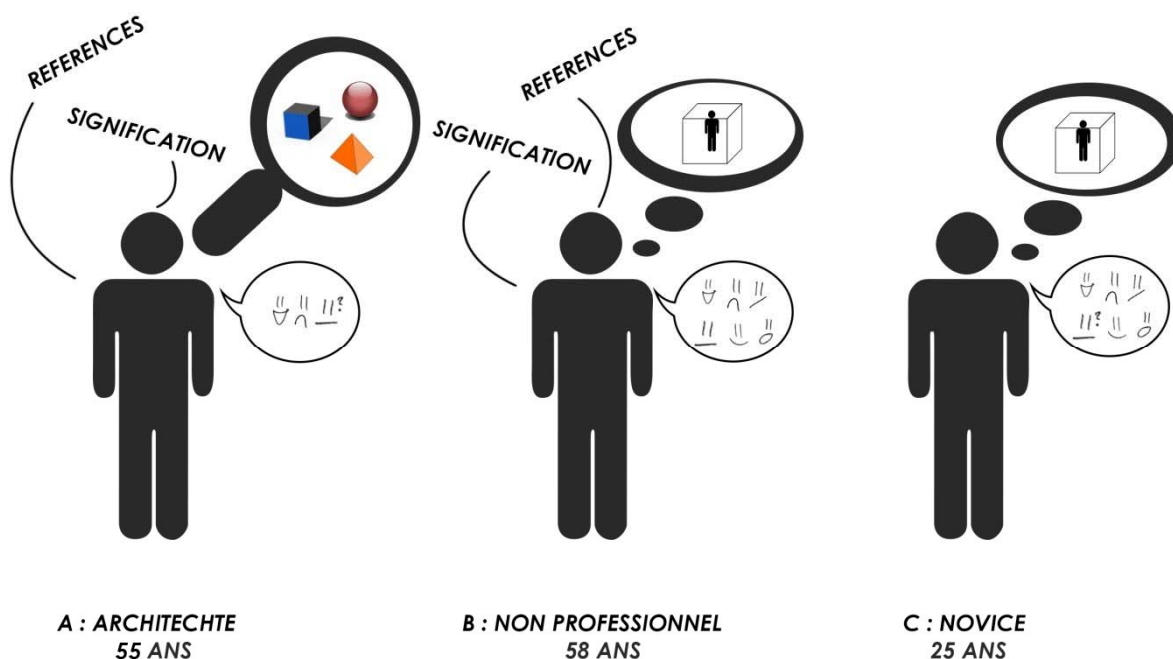 REFERENCES
SIGNIFICATION
REFERENCES
SIGNIFICATION
?
?
A : ARCHITECHTE
55 ANS
B : NON PROFESSIONNEL
58 ANS
C : NOVICE
25 ANS